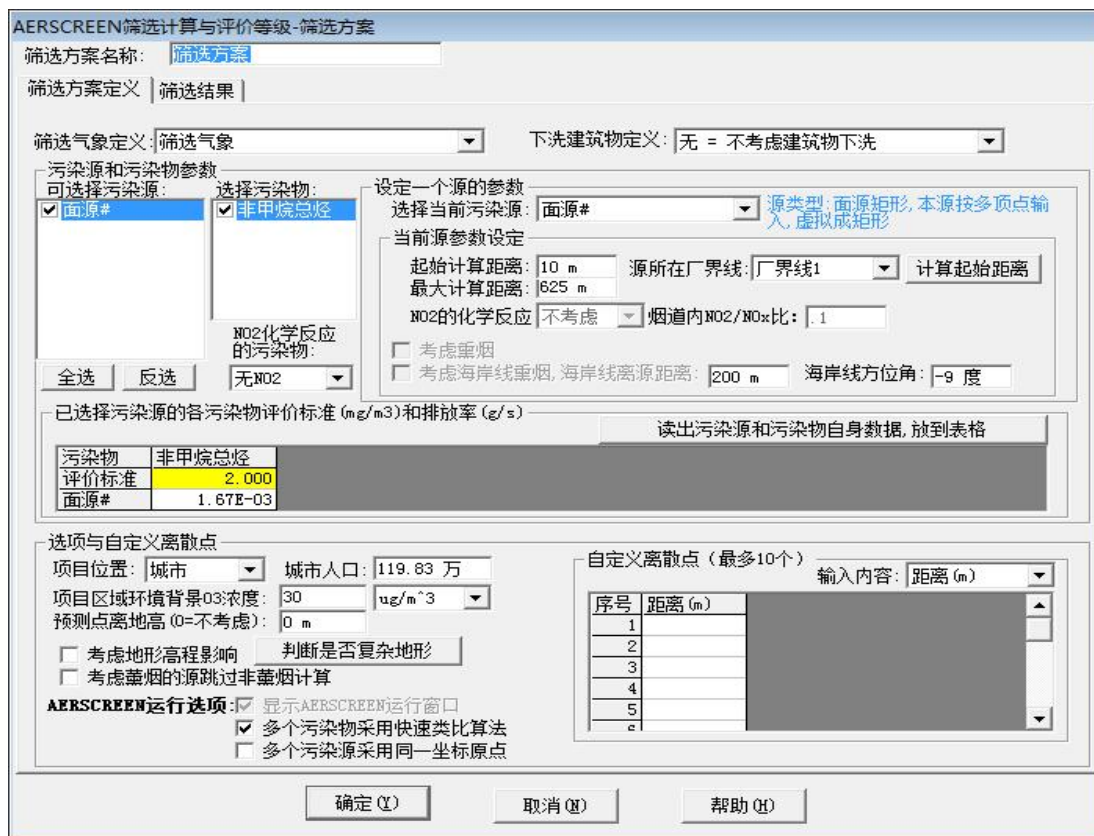 AERSCREEN筛选计算与评价等级-筛选方案
筛选方案名称: 筛选方案
筛选方案定义 筛选结果
筛选气象定义: 筛选气象 下洗建筑物定义: 无 = 不考虑建筑物下洗
污染源和污染物参数
可选择污染源: 选择污染物:
面源# 非甲烷总烃
NO2化学反应
的污染物:
全选 反选 无NO2
设定一个源的参数
选择当前污染源: 面源# 源类型: 面源矩形, 本源按多顶点输
入, 虚拟成矩形
当前源参数设定
起始计算距离: 10 m 源所在厂界线: 厂界线1 计算起始距离
最大计算距离: 625 m
NO2的化学反应 不考虑 烟道内NO2/NOx比: .1
考虑重烟
考虑海岸线重烟, 海岸线离源距离: 200 m 海岸线方位角: -9 度
已选择污染源的各污染物评价标准(mg/m3)和排放率(g/s)
读出污染源和污染物自身数据, 放到表格
污染物 非甲烷总烃
评价标准 2.000
面源# 1.67E-03
选项与自定义离散点
项目位置: 城市 城市人口: 119.83 万
项目区域环境背景O3浓度: 30 ug/m^3
预测点离地高(0=不考虑): 0 m
考虑地形高程影响 判断是否复杂地形
考虑薰烟的源跳过非薰烟计算
AERSCREEN运行选项: 显示AERSCREEN运行窗口
多个污染物采用快速类比算法
多个污染源采用同一坐标原点
自定义离散点(最多10个)
输入内容: 距离(m)
序号 距离(m)
1
2
3
4
5
6
确定(Y) 取消(N) 帮助(H)